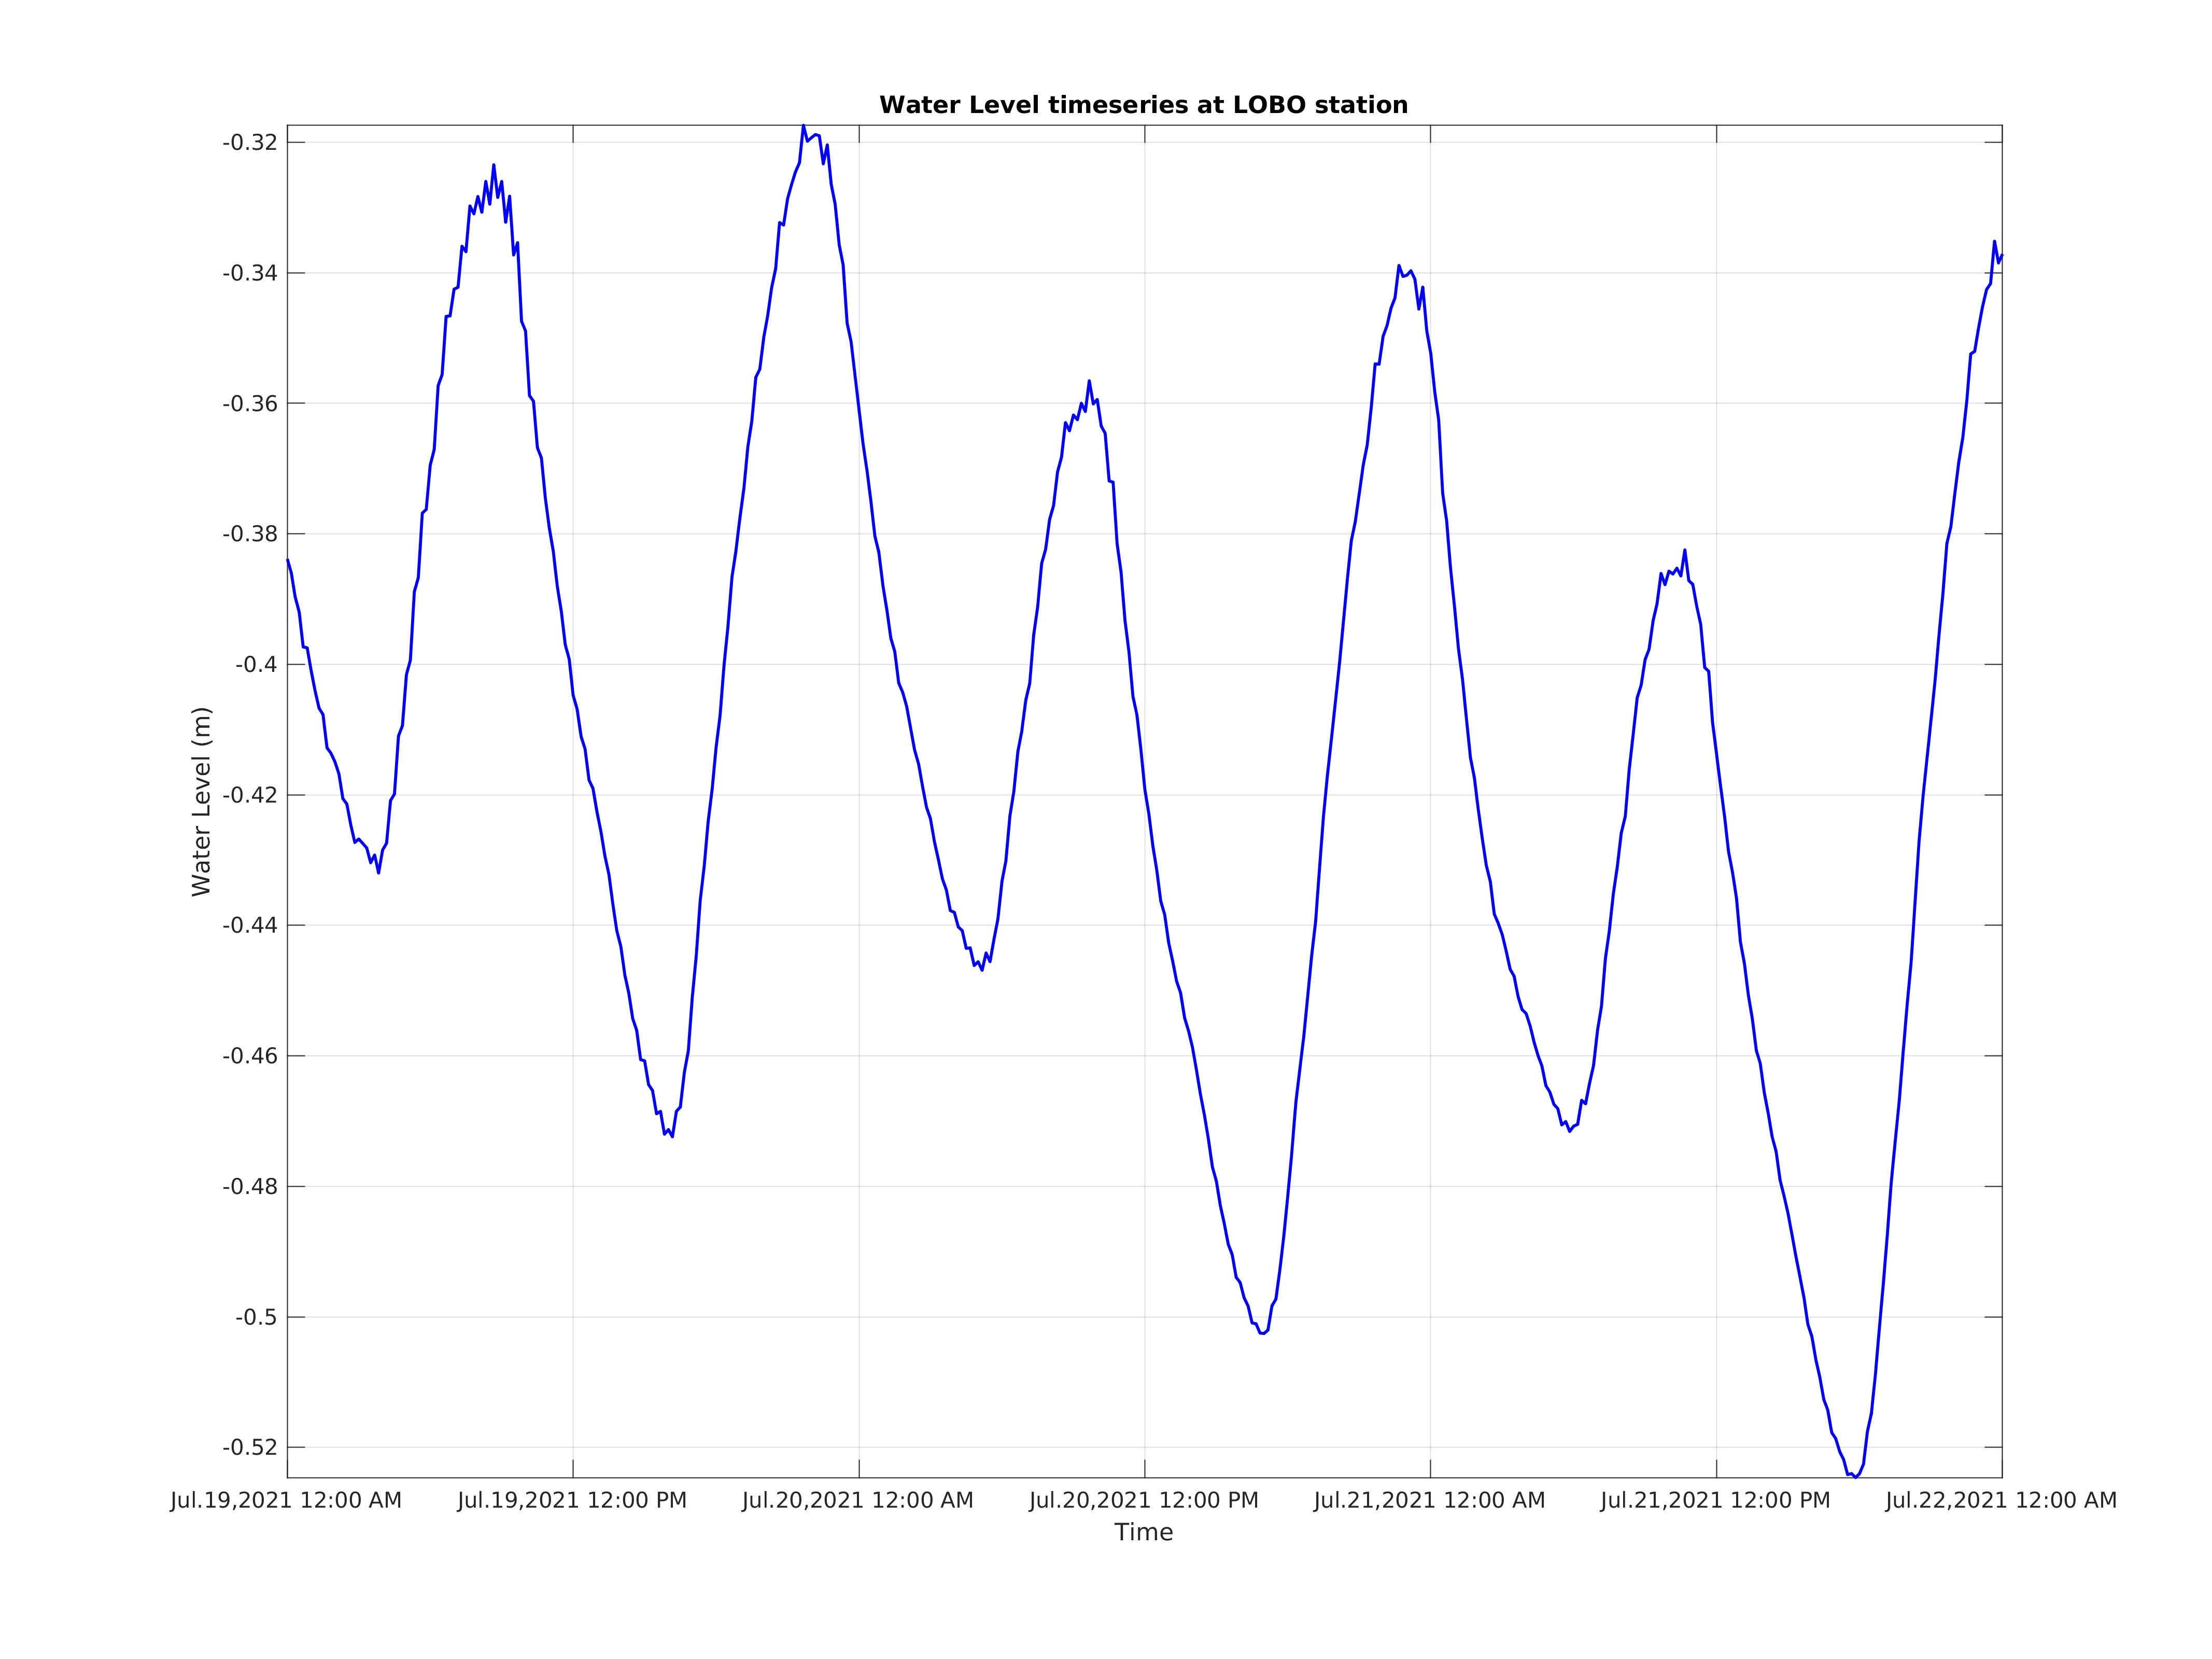 Water Level timeseries at LOBO station
-0.32
-0.34
-0.36
-0.38
-0.4
-0.42
-0.44
-0.46
-0.48
-0.5
-0.52
Water Level (m)
Jul.19,2021 12:00 AM Jul.19,2021 12:00 PM Jul.20,2021 12:00 AM Jul.20,2021 12:00 PM Jul.21,2021 12:00 AM Jul.21,2021 12:00 PM Jul.22,2021 12:00 AM
Time